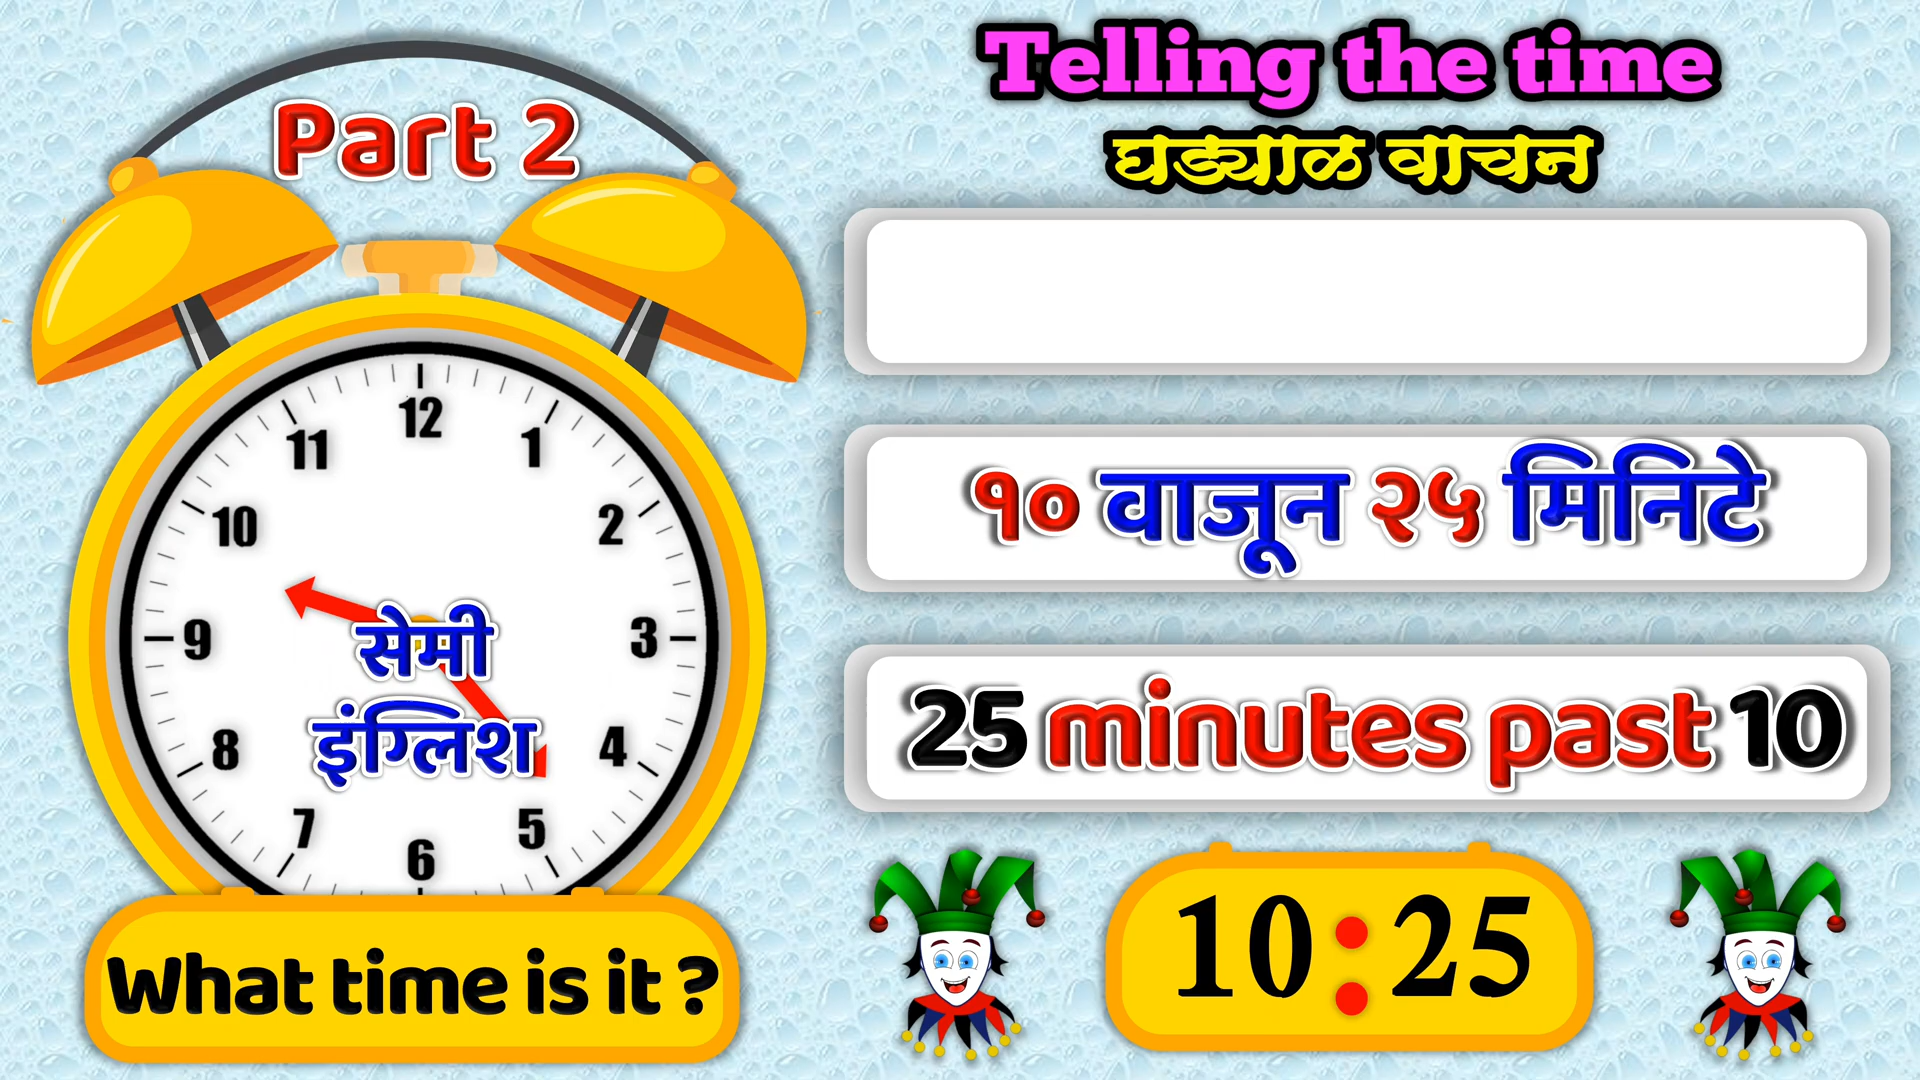 Telling the time
घड्याळ वाचन
Part 2
12
11
1
10
2
9
3
8
4
7
5
6
सेमी
इंग्लिश
१० वाजून २५ मिनिटे
25 minutes past 10
10:25
What time is it ?